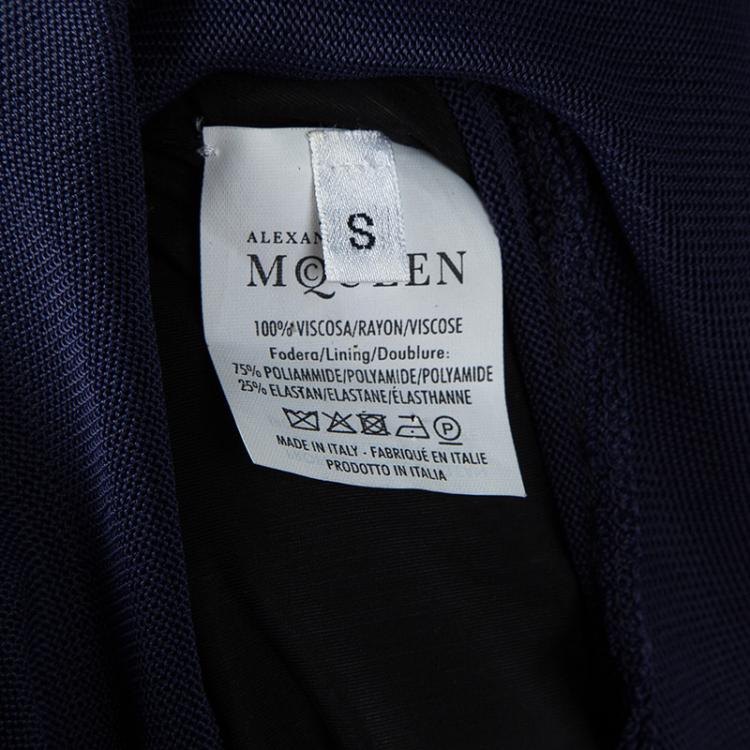 S
ALEXAN
McQUEEN
100% VISCOSA/RAYON/VISCOSE
Fodera/Lining/Doublure:
75% POLIAMMIDE/POLYAMIDE/POLYAMIDE
25% ELASTAN/ELASTANE/ÉLASTHANNE
P
MADE IN ITALY - FABRIQUÉ EN ITALIE
PRODOTTO IN ITALIA